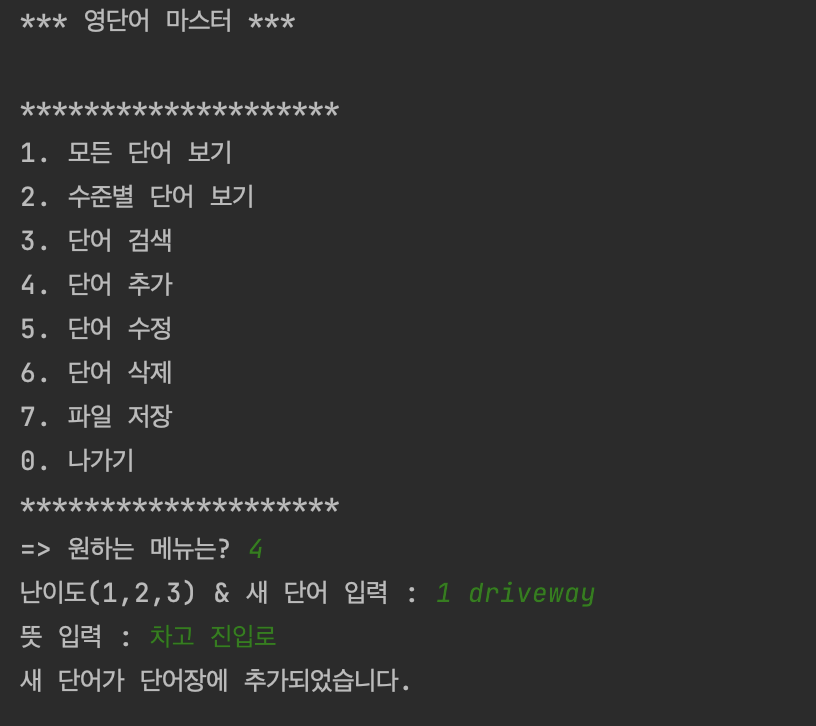 *** 영단어 마스터 ***
********************
1. 모든 단어 보기
2. 수준별 단어 보기
3. 단어 검색
4. 단어 추가
5. 단어 수정
6. 단어 삭제
7. 파일 저장
0. 나가기
********************
=> 원하는 메뉴는? 4
난이도(1,2,3) & 새 단어 입력 : 1 driveway
뜻 입력 : 차고 진입로
새 단어가 단어장에 추가되었습니다.